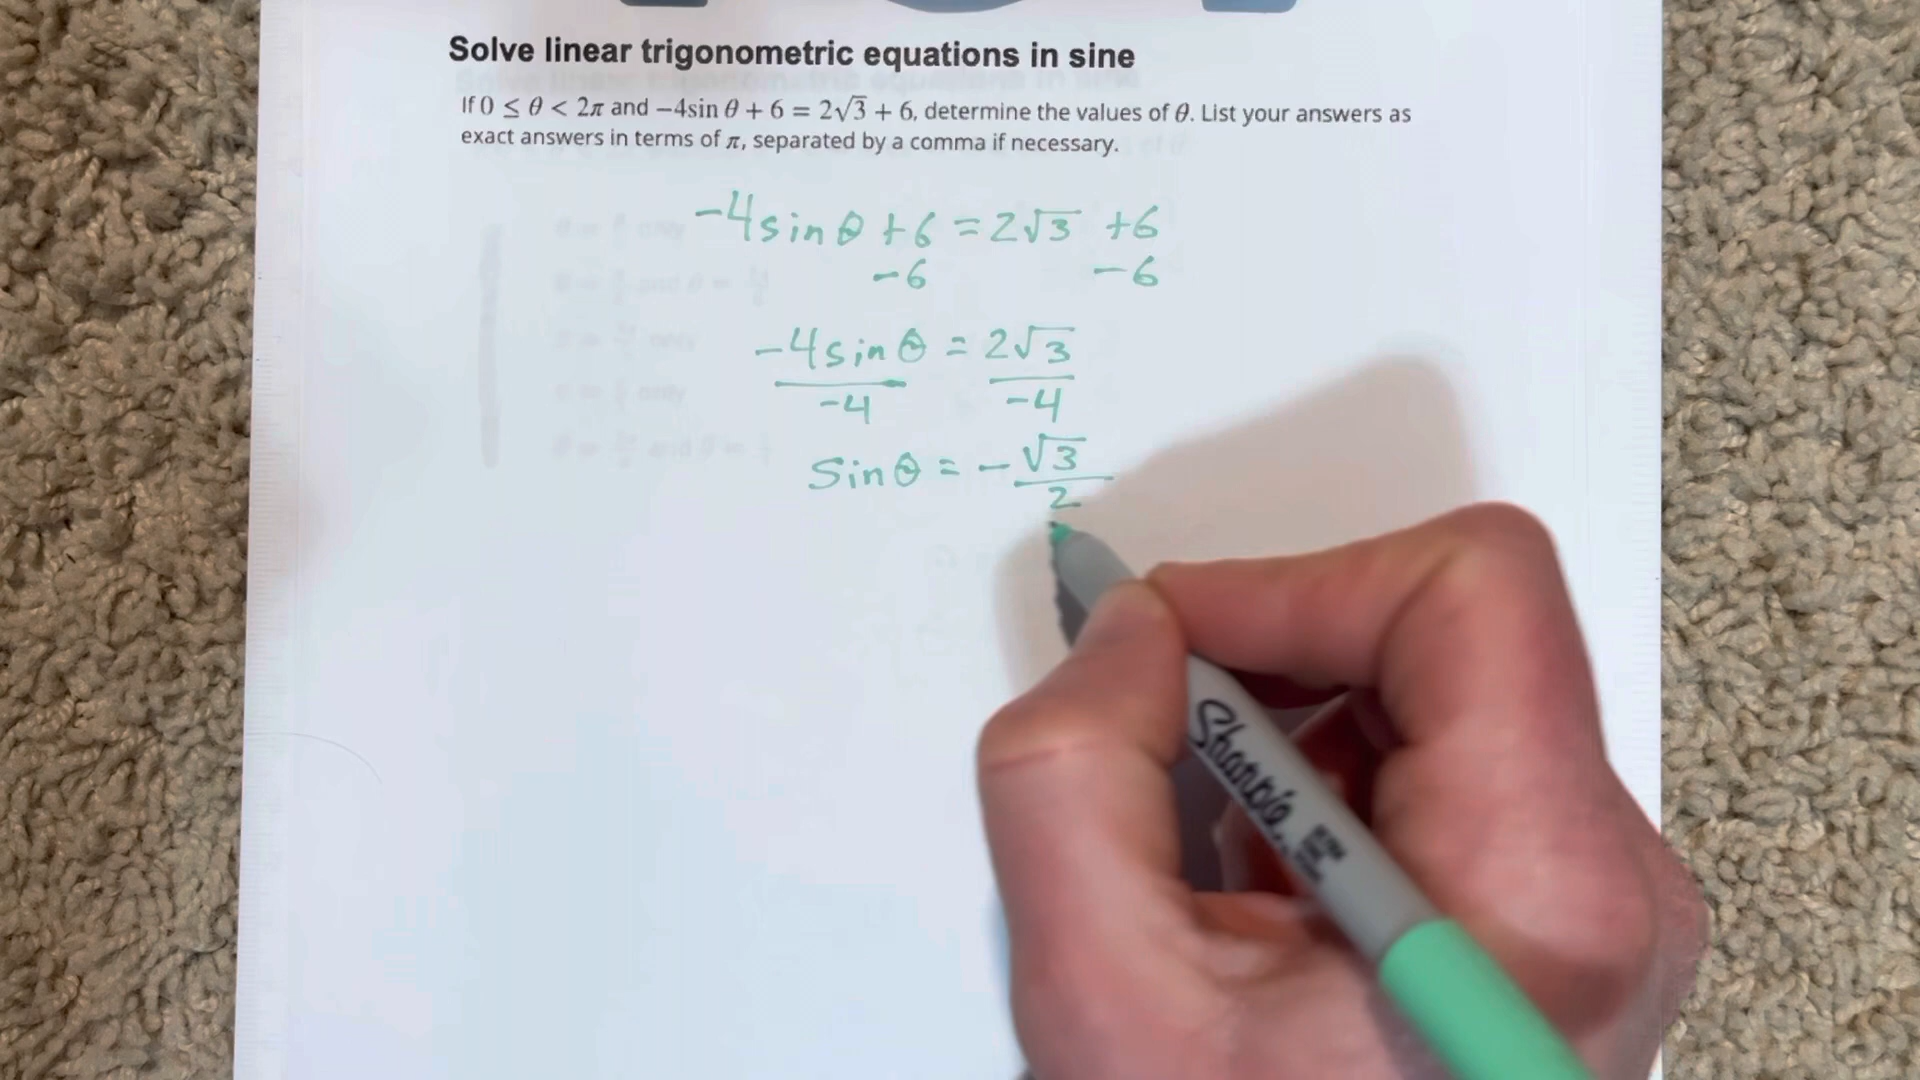 Solve linear trigonometric equations in sine
If 0 ≤ θ < 2π and −4sin θ + 6 = 2√3 + 6, determine the values of θ. List your answers as
exact answers in terms of π, separated by a comma if necessary.
-4sinθ +6 = 2√3 +6
-6 -6
-4sinθ = 2√3
-4 -4
Sinθ = - √3
2
Sharpie